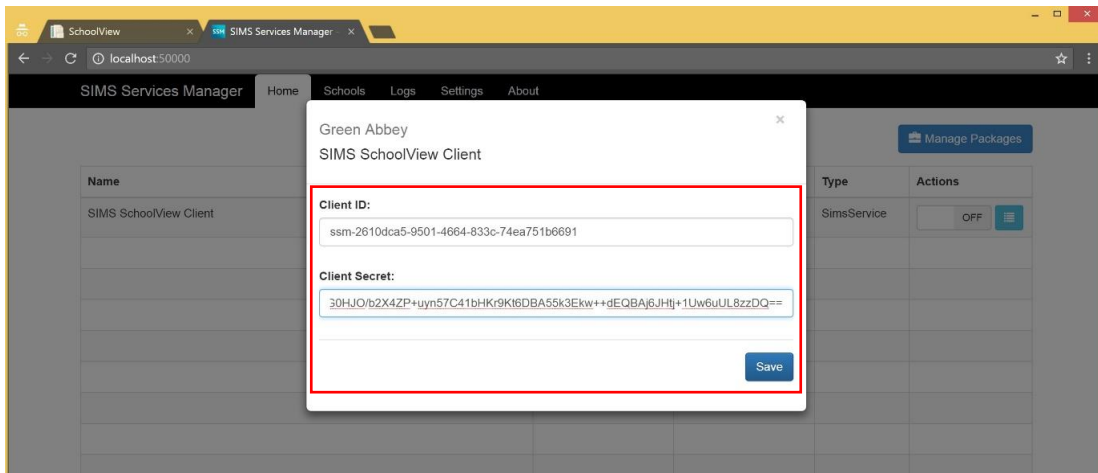 SchoolView
SSM SIMS Services Manager
localhost:50000
SIMS Services Manager Home Schools Logs Settings About
Green Abbey
SIMS SchoolView Client
Manage Packages
Name Type Actions
SIMS SchoolView Client SimsService OFF
Client ID:
ssm-2610dca5-9501-4664-833c-74ea751b6691
Client Secret:
G0HJO/b2X4ZP+uyn57C41bHKr9Kt6DBA55k3Ekw++dEQBAj6JHtj+1Uw6uUL8zzDQ==
Save